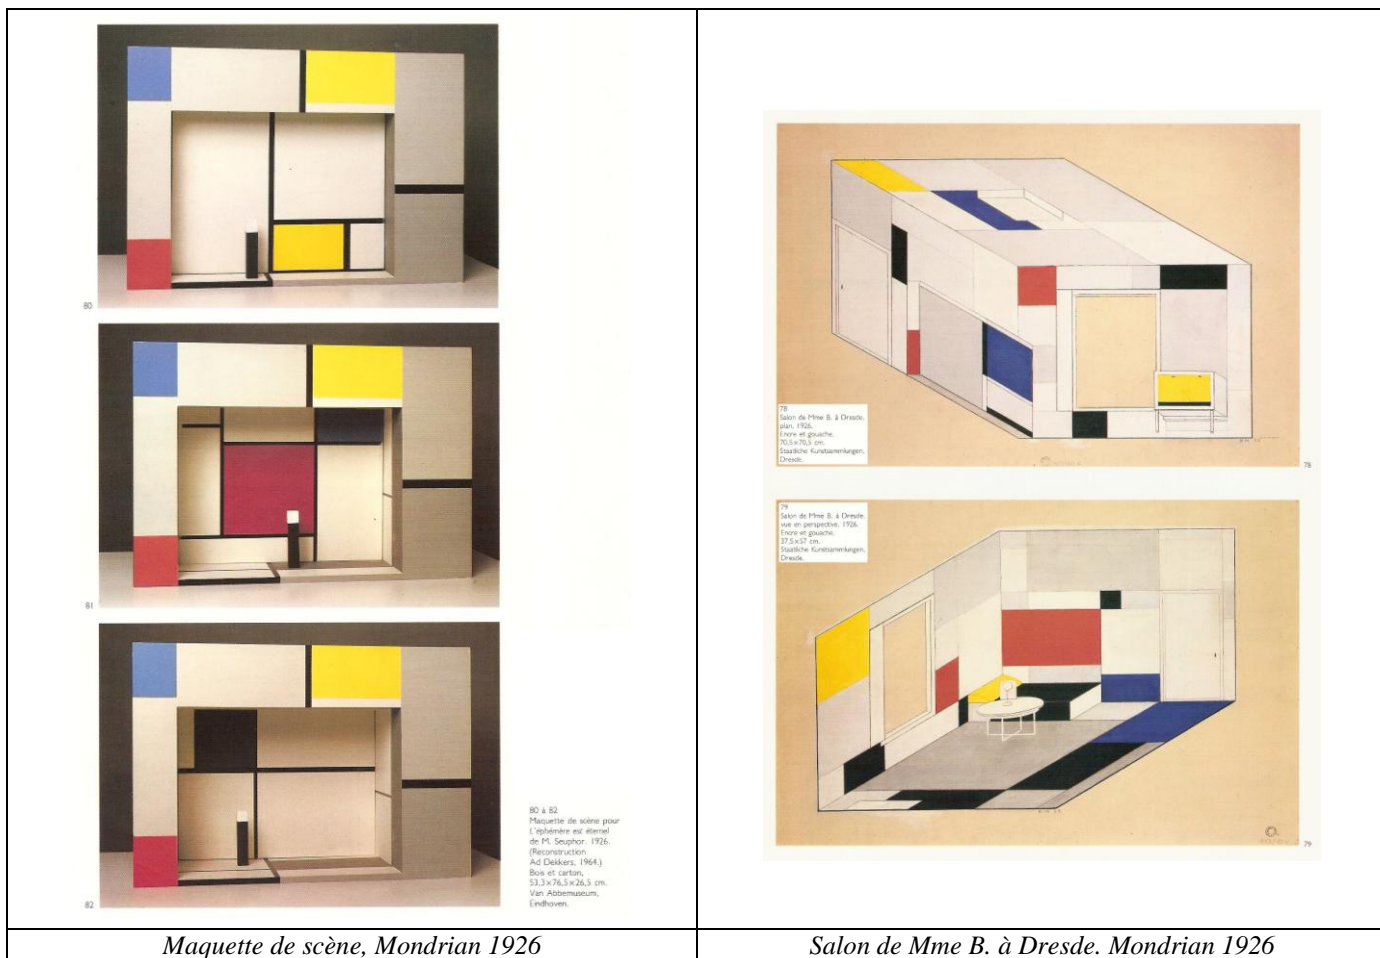 80
81
82
80 à 82
Maquette de scène pour
L'éphémère est éternel
de M. Seuphor. 1926.
(Reconstruction
Ad Dekkers, 1964.)
Bois et carton,
53,3×76,5×26,5 cm.
Van Abbemuseum,
Eindhoven.
78
Salon de Mme B. à Dresde,
plan. 1926.
Encre et gouache,
70,5×70,5 cm.
Staatliche Kunstsammlungen,
Dresde.
78
79
Salon de Mme B. à Dresde,
vue en perspective. 1926.
Encre et gouache,
37,5×57 cm.
Staatliche Kunstsammlungen,
Dresde.
79
Maquette de scène, Mondrian 1926
Salon de Mme B. à Dresde. Mondrian 1926